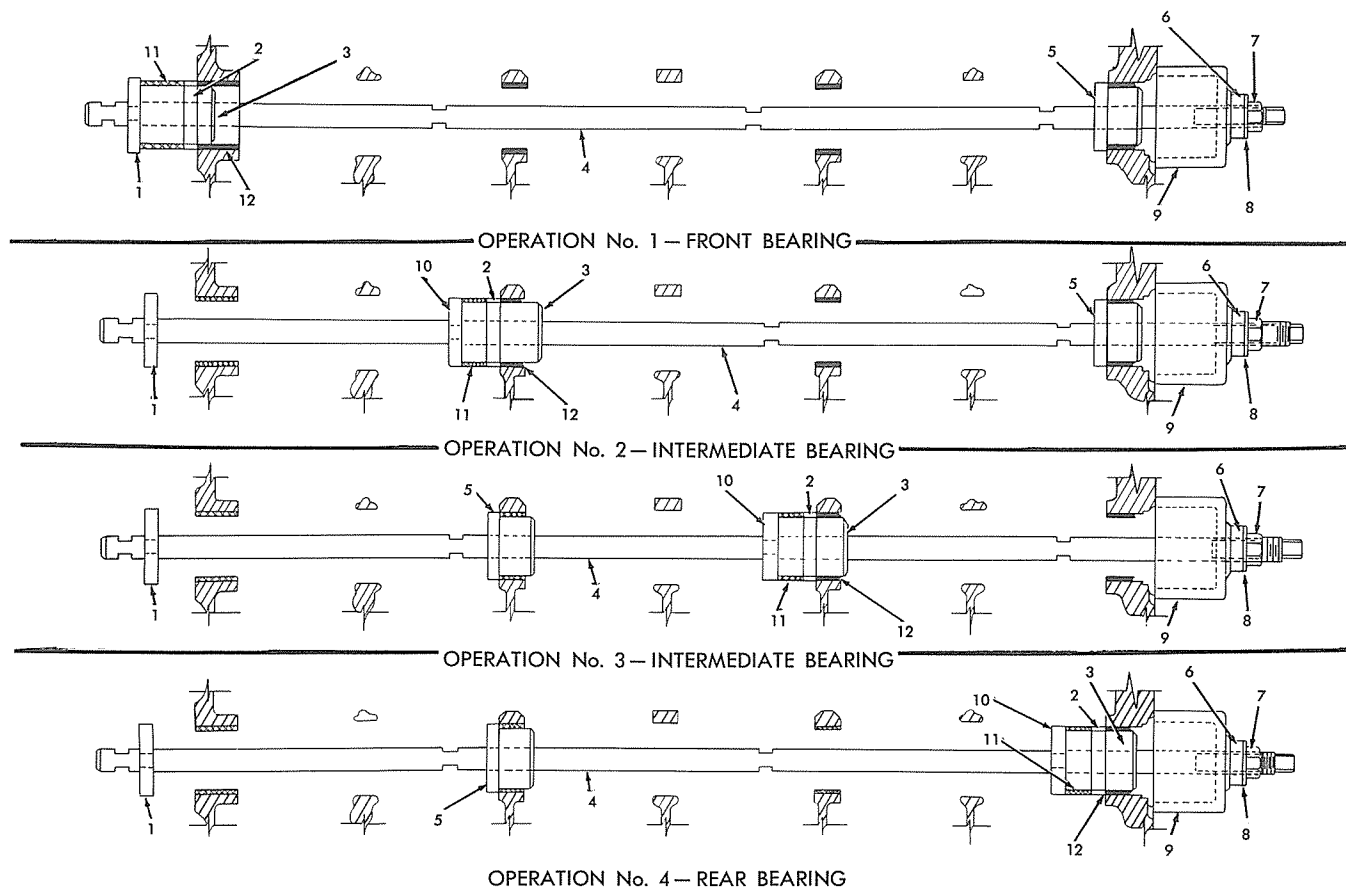 11 2 3 5 6 7
1 12 4 9 8
OPERATION No. 1 — FRONT BEARING
10 2 3 5 6 7
1 11 12 4 9 8
OPERATION No. 2 — INTERMEDIATE BEARING
5 10 2 3 6 7
1 4 11 12 9 8
OPERATION No. 3 — INTERMEDIATE BEARING
10 2 3 6 7
11
1 5 4 12 9 8
OPERATION No. 4 — REAR BEARING